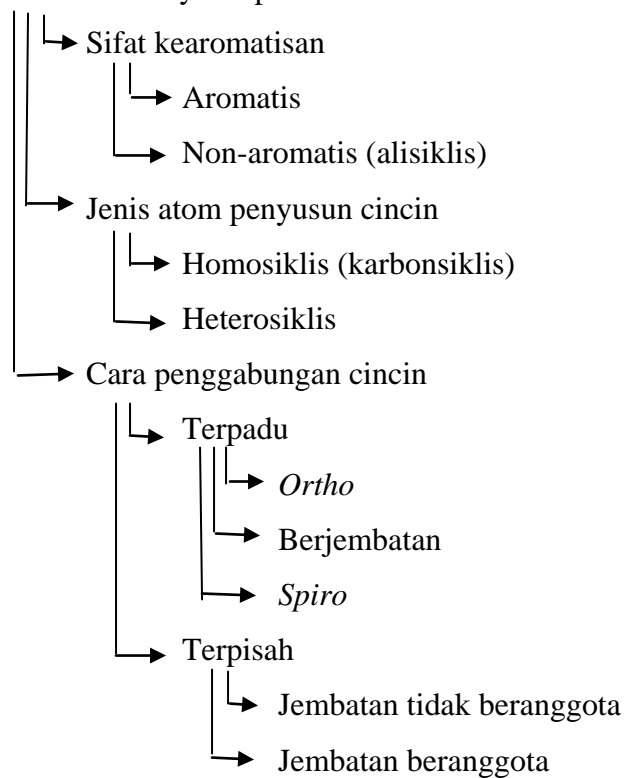 Sifat kearomatisan
Aromatis
Non-aromatis (alisiklis)
Jenis atom penyusun cincin
Homosiklis (karbonsiklis)
Heterosiklis
Cara penggabungan cincin
Terpadu
Ortho
Berjembatan
Spiro
Terpisah
Jembatan tidak beranggota
Jembatan beranggota